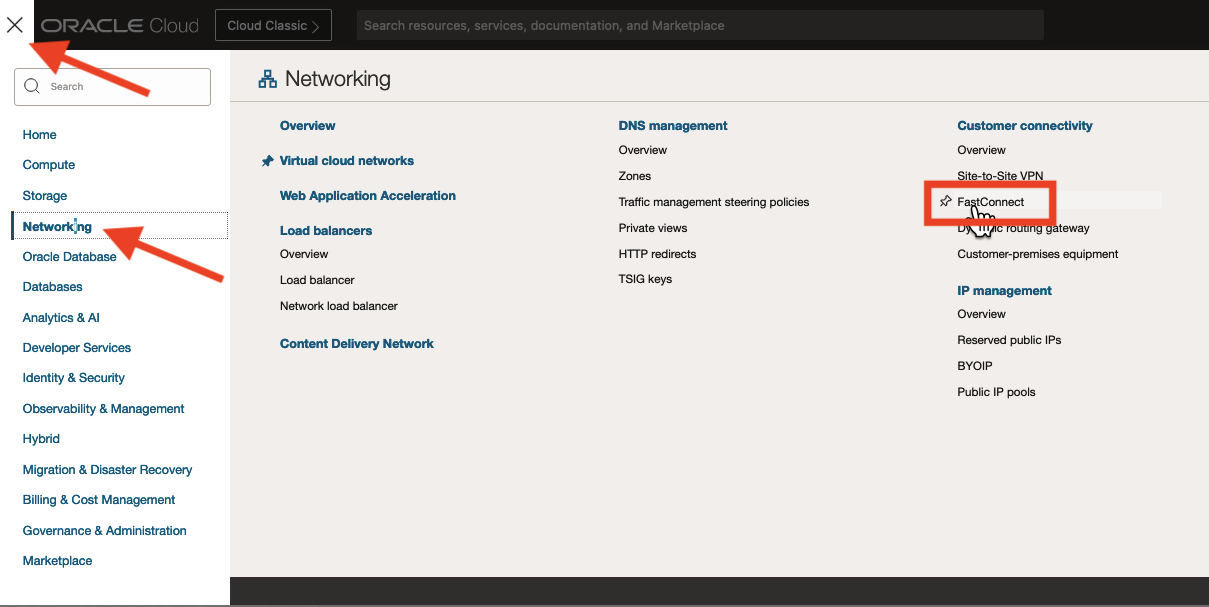 ORACLE Cloud
Cloud Classic
Search resources, services, documentation, and Marketplace
Search
Home
Compute
Storage
Networking
Oracle Database
Databases
Analytics & AI
Developer Services
Identity & Security
Observability & Management
Hybrid
Migration & Disaster Recovery
Billing & Cost Management
Governance & Administration
Marketplace
Networking
Overview
Virtual cloud networks
Web Application Acceleration
Load balancers
Overview
Load balancer
Network load balancer
Content Delivery Network
DNS management
Overview
Zones
Traffic management steering policies
Private views
HTTP redirects
TSIG keys
Customer connectivity
Overview
Site-to-Site VPN
FastConnect
Dynamic routing gateway
Customer-premises equipment
IP management
Overview
Reserved public IPs
BYOIP
Public IP pools